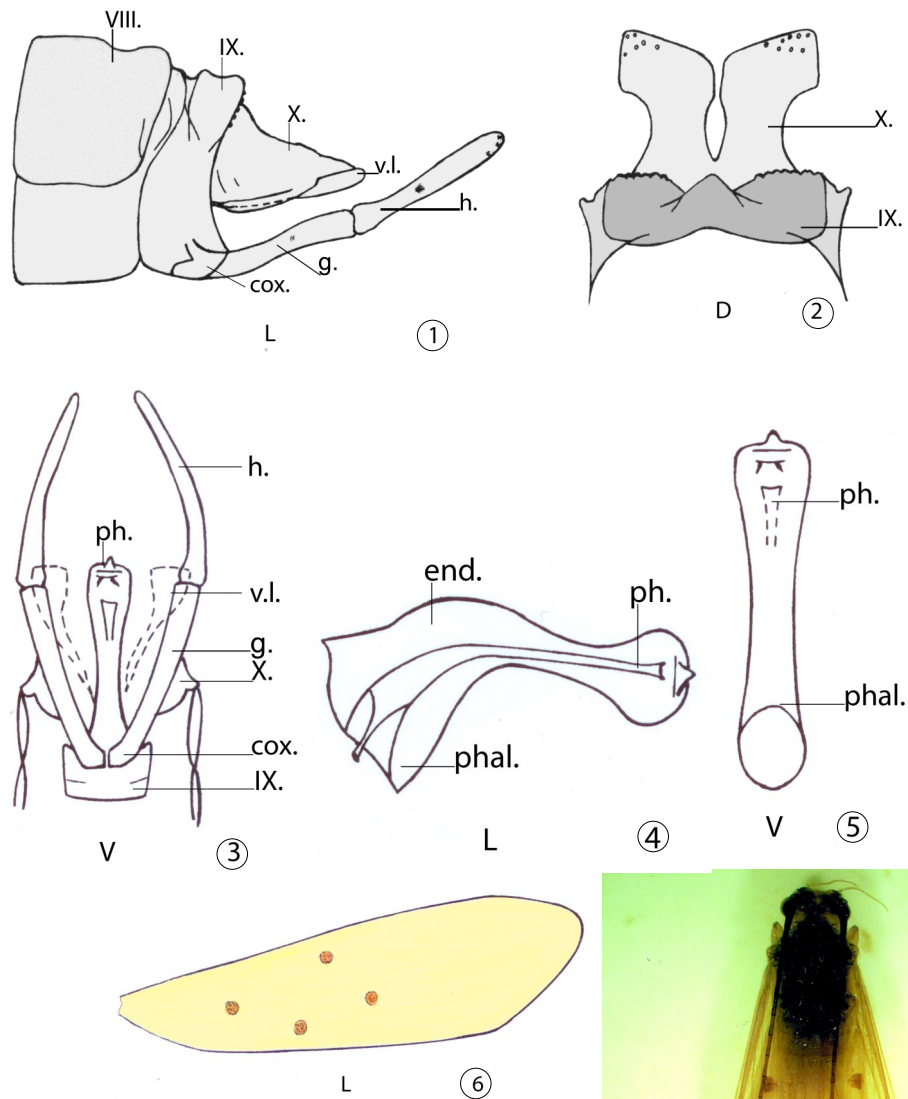 VIII.
IX.
X.
v.l.
h.
g.
cox.
L
1
X.
IX.
D
2
h.
ph.
v.l.
g.
X.
cox.
IX.
V
3
end.
ph.
phal.
L
4
ph.
phal.
V
5
L
6